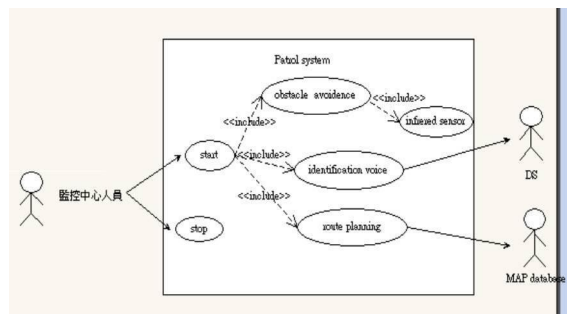 Patrol system
obstacle avoidence
<<include>>
infrared sensor
<<include>>
start
<<include>>
identification voice
DS
監控中心人員
<<include>>
stop
route planning
MAP database